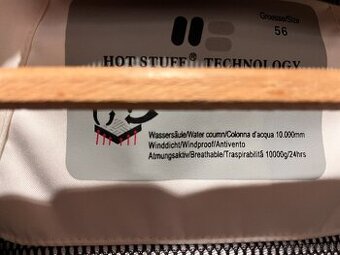 Groesse/Size
56
HOT STUFF® TECHNOLOGY
Wassersäule/Water coumn/Colonna d'acqua 10.000mm
Winddicht/Windproof/Antivento
Atmungsaktiv/Breathable/Traspirabilità 10000g/24hrs